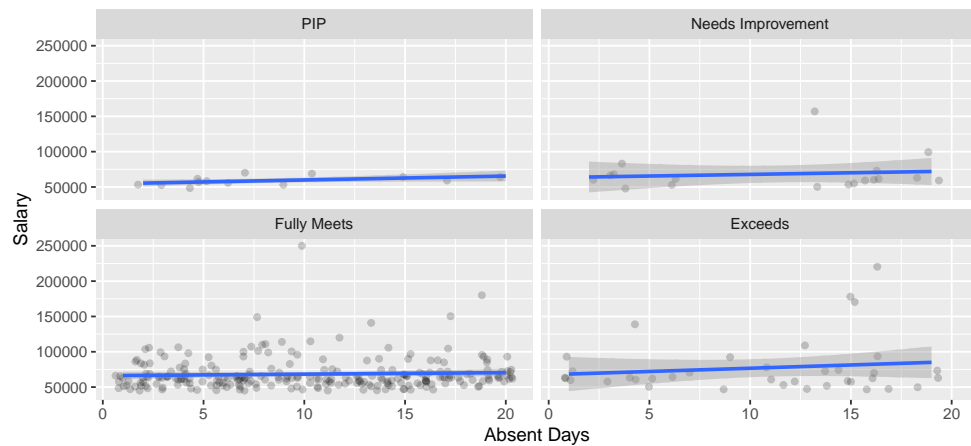 PIP
Needs Improvement
250000
200000
150000
100000
50000
Salary
Fully Meets
Exceeds
250000
200000
150000
100000
50000
0 5 10 15 20 0 5 10 15 20
Absent Days